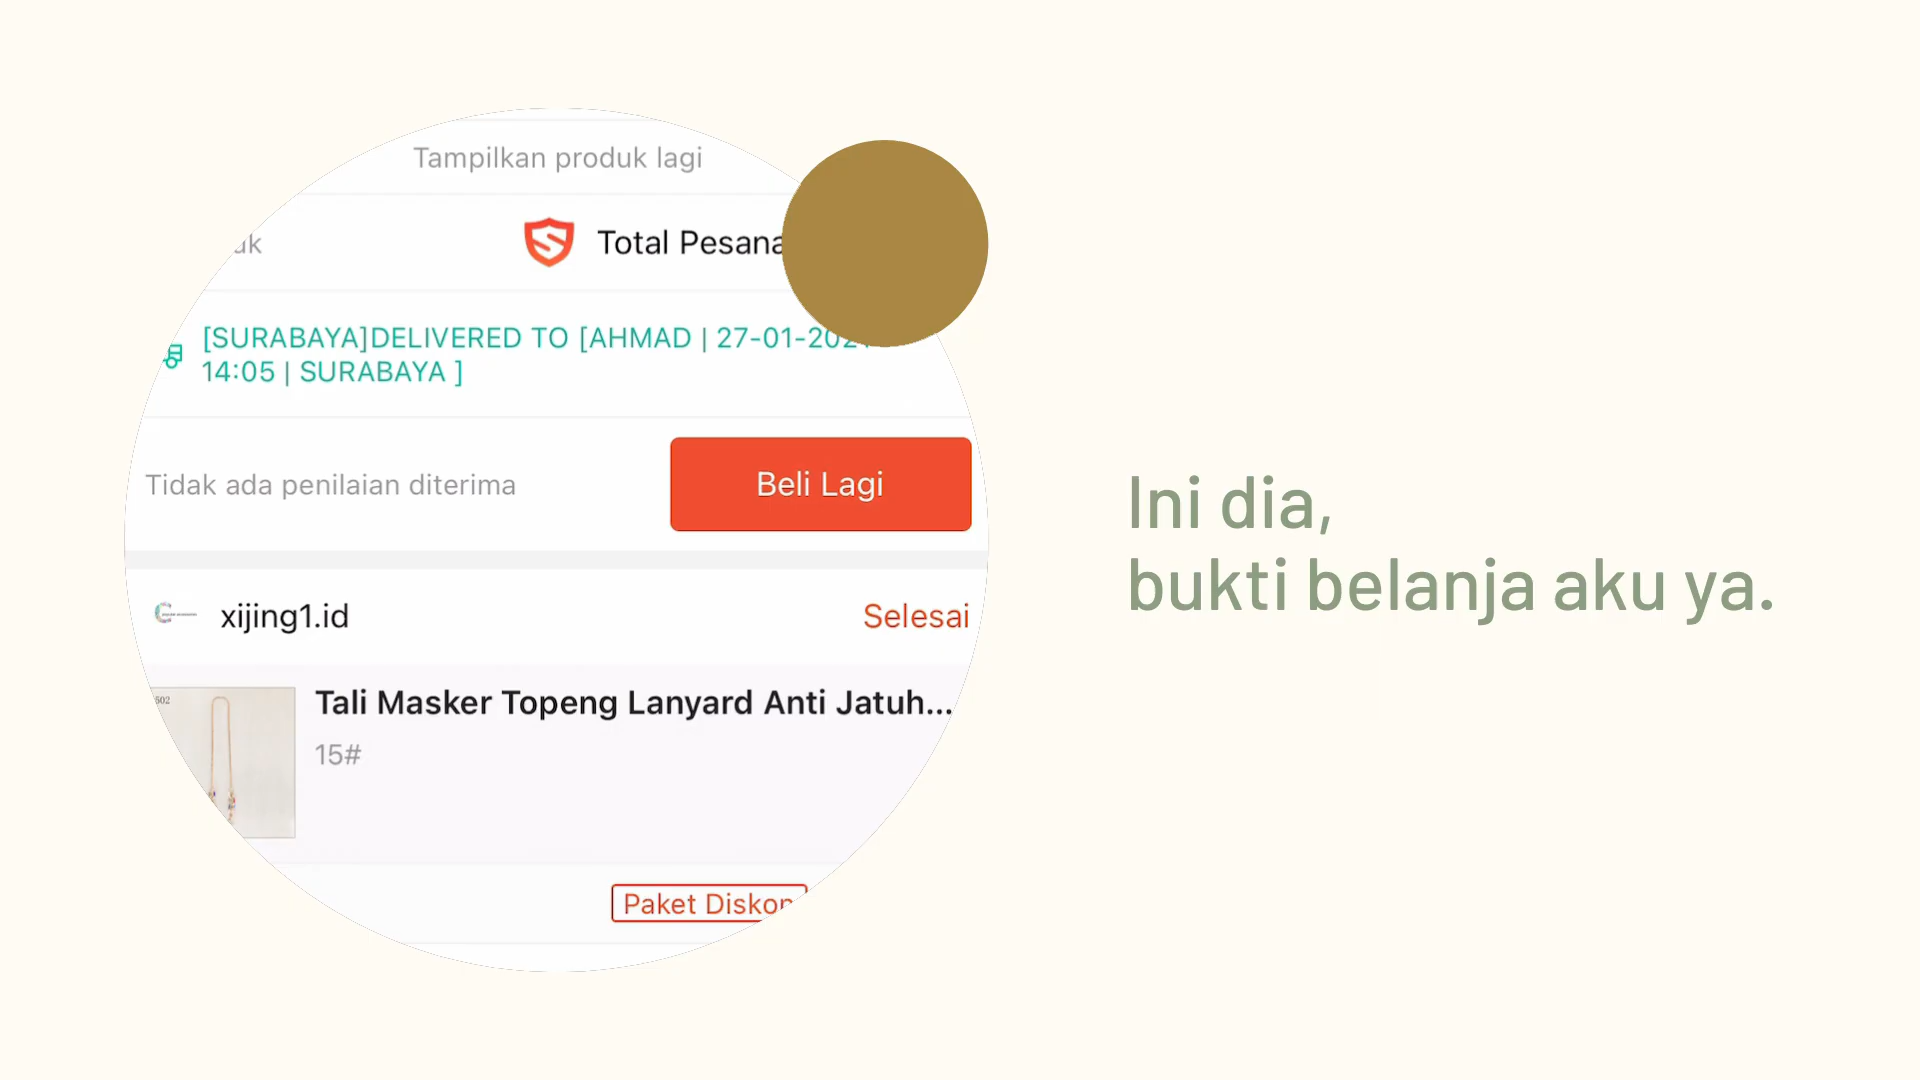 Tampilkan produk lagi
Total Pesana
[SURABAYA]DELIVERED TO [AHMAD | 27-01-202
14:05 | SURABAYA ]
Tidak ada penilaian diterima
Beli Lagi
xijing1.id
Selesai
502
Tali Masker Topeng Lanyard Anti Jatuh...
15#
Paket Diskon
Ini dia,
bukti belanja aku ya.